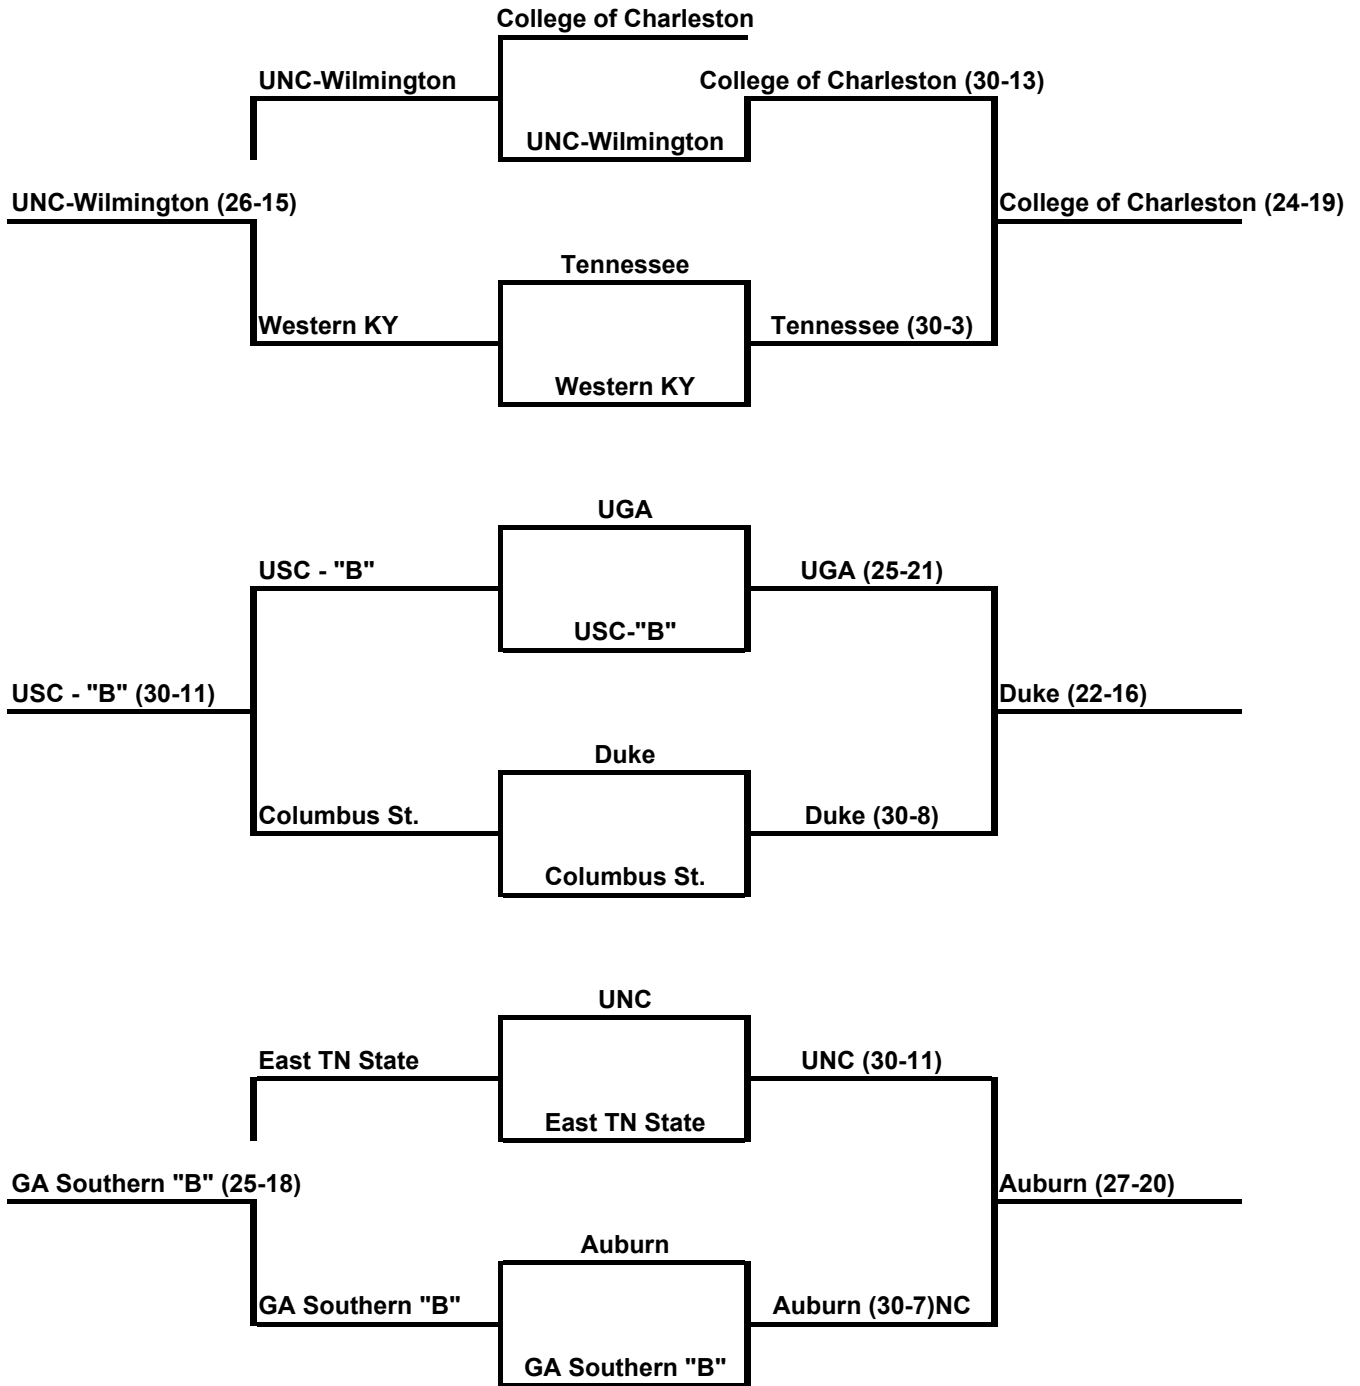 College of Charleston
UNC-Wilmington
College of Charleston (30-13)
UNC-Wilmington
UNC-Wilmington (26-15)
College of Charleston (24-19)
Tennessee
Western KY
Tennessee (30-3)
Western KY
UGA
USC - "B"
UGA (25-21)
USC-"B"
USC - "B" (30-11)
Duke (22-16)
Duke
Columbus St.
Duke (30-8)
Columbus St.
UNC
East TN State
UNC (30-11)
East TN State
GA Southern "B" (25-18)
Auburn (27-20)
Auburn
GA Southern "B"
Auburn (30-7)NC
GA Southern "B"